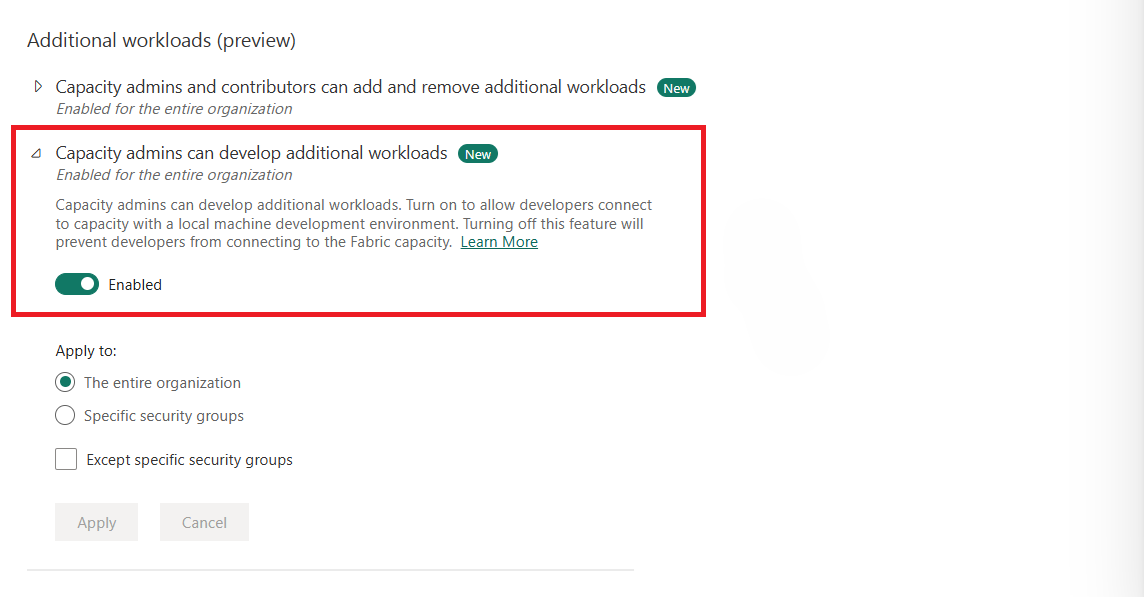 Additional workloads (preview)
Capacity admins and contributors can add and remove additional workloads New
Enabled for the entire organization
Capacity admins can develop additional workloads New
Enabled for the entire organization
Capacity admins can develop additional workloads. Turn on to allow developers connect
to capacity with a local machine development environment. Turning off this feature will
prevent developers from connecting to the Fabric capacity. Learn More
Enabled
Apply to:
The entire organization
Specific security groups
Except specific security groups
Apply Cancel